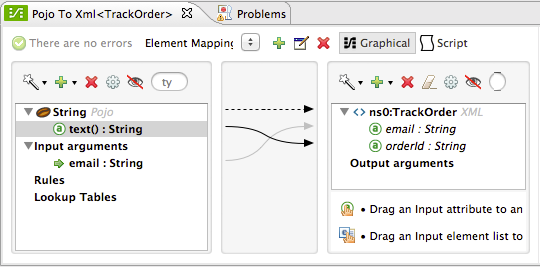 Pojo To Xml<TrackOrder>
Problems
There are no errors
Element Mapping
Graphical
Script
ty
String Pojo
text() : String
Input arguments
email : String
Rules
Lookup Tables
ns0:TrackOrder XML
email : String
orderId : String
Output arguments
• Drag an Input attribute to an
• Drag an Input element list to